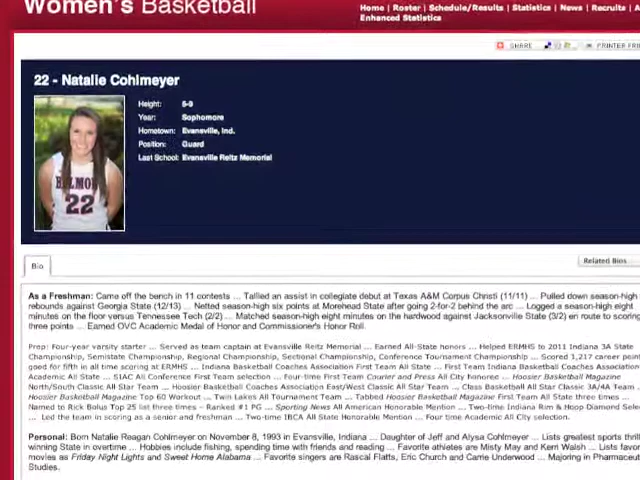 Women's Basketball
Home | Roster | Schedule/Results | Statistics | News | Recruits |
Enhanced Statistics
SHARE
PRINTER
22 - Natalie Cohlmeyer
Height: 5-9
Year: Sophomore
Hometown: Evansville, Ind.
Position: Guard
Last School: Evansville Reitz Memorial
BELMONT
22
Related Bios
Bio
As a Freshman: Came off the bench in 11 contests ... Tallied an assist in collegiate debut at Texas A&M Corpus Christi (11/11) ... Pulled down season-high
rebounds against Georgia State (12/13) ... Netted season-high six points at Morehead State after going 2-for-2 behind the arc ... Logged a season-high eight
minutes on the floor versus Tennessee Tech (2/2) ... Matched season-high eight minutes on the hardwood against Jacksonville State (3/2) en route to scoring
three points ... Earned OVC Academic Medal of Honor and Commissioner's Honor Roll.
Prep: Four-year varsity starter ... Served as team captain at Evansville Reitz Memorial ... Earned All-State honors ... Helped ERMHS to 2011 Indiana 3A State
Championship, Semistate Championship, Regional Championship, Sectional Championship, Conference Tournament Championship ... Scored 1,217 career point
good for fifth in all time scoring at ERMHS ... Indiana Basketball Coaches Association First Team All State ... First Team Indiana Basketball Coaches Association
Academic All State ... SIAC All Conference First Team selection ... Four-time First Team Courier and Press All City honoree ... Hoosier Basketball Magazine
North/South Classic All Star Team ... Hoosier Basketball Coaches Association East/West Classic All Star Team ... Class Basketball All Star Classic 3A/4A Team ...
Hoosier Basketball Magazine Top 60 Workout ... Twin Lakes All Tournament Team ... Tabbed Hoosier Basketball Magazine First Team All State three times ...
Named to Rick Bolus Top 25 list three times – Ranked #1 PG ... Sporting News All American Honorable Mention ... Two-time Indiana Rim & Hoop Diamond
... Led the team in scoring as a senior and freshman ... Two-time IBCA All State Honorable Mention ... Four time Academic All City selection.
Personal: Born Natalie Reagan Cohlmeyer on November 8, 1993 in Evansville, Indiana ... Daughter of Jeff and Alysa Cohlmeyer ... Lists greatest sports thrill
winning State in overtime ... Hobbies include fishing, spending time with friends and reading ... Favorite athletes are Misty May and Kerri Walsh ... Lists
movies as Friday Night Lights and Sweet Home Alabama ... Favorite singers are Rascal Flatts, Eric Church and Carrie Underwood ... Majoring in
Studies.